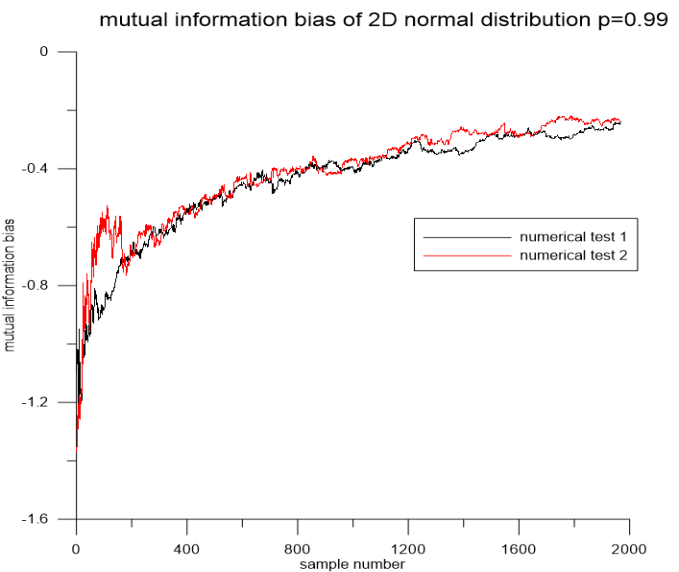 mutual information bias of 2D normal distribution p=0.99
0
-0.4
-0.8
-1.2
-1.6
mutual information bias
numerical test 1
numerical test 2
0 400 800 1200 1600 2000
sample number